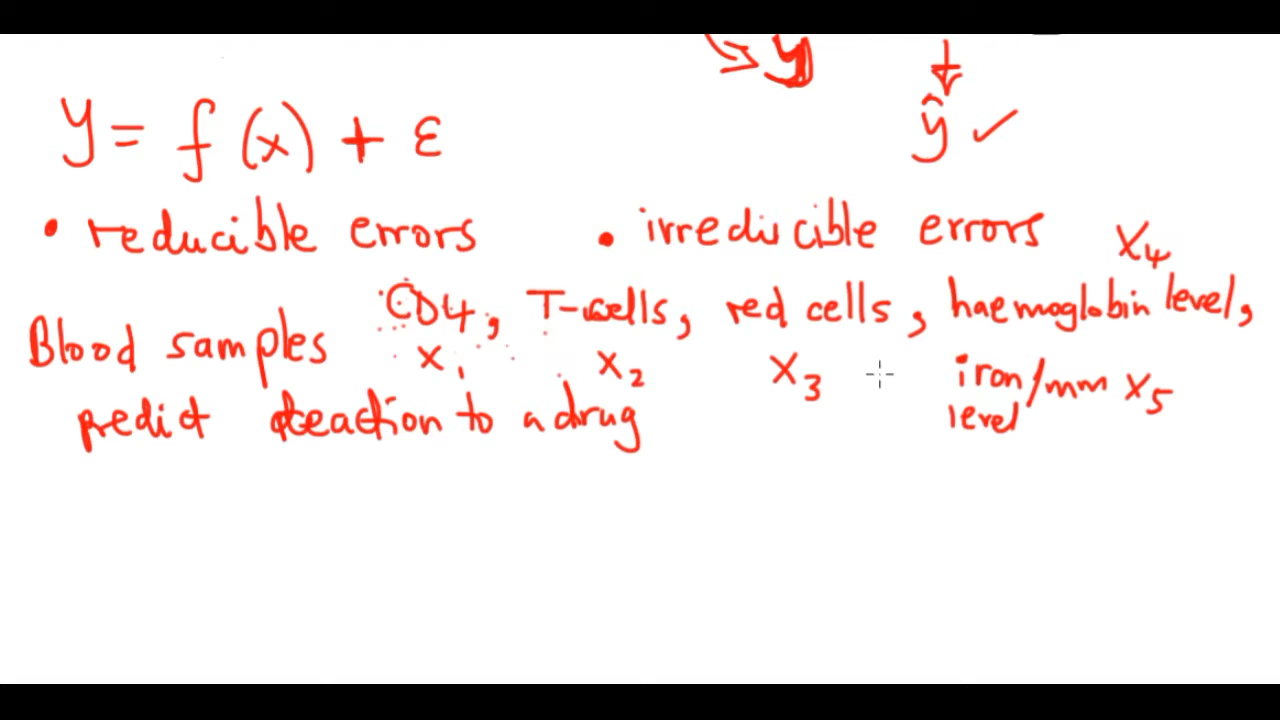 y ŷ ✓
y = f(x) + ε
• reducible errors • irreducible errors
X₄
Blood samples CD4, T-cells, red cells, haemoglobin level,
X₁ X₂ X₃ iron/mm X₅
level
predict reaction to a drug